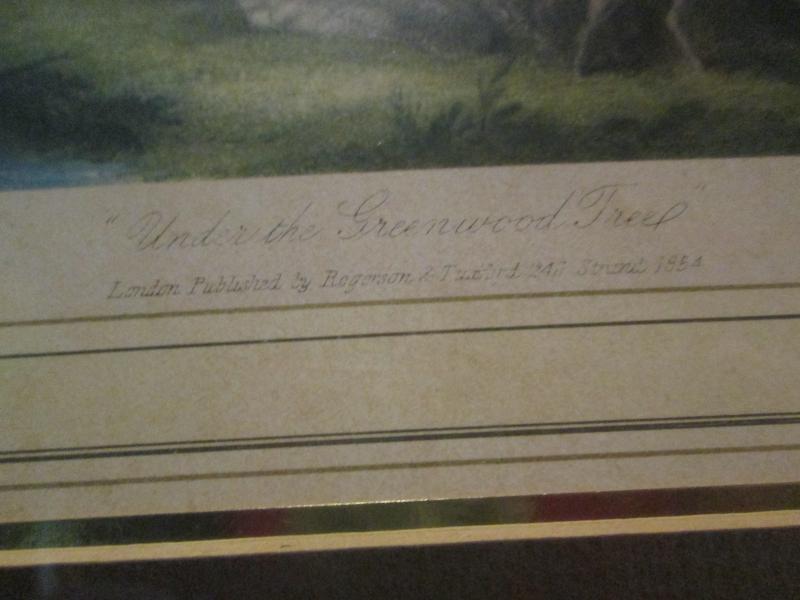 "Under the Greenwood Tree"
London Published by Rogerson & Tuxford 246 Strand 1854